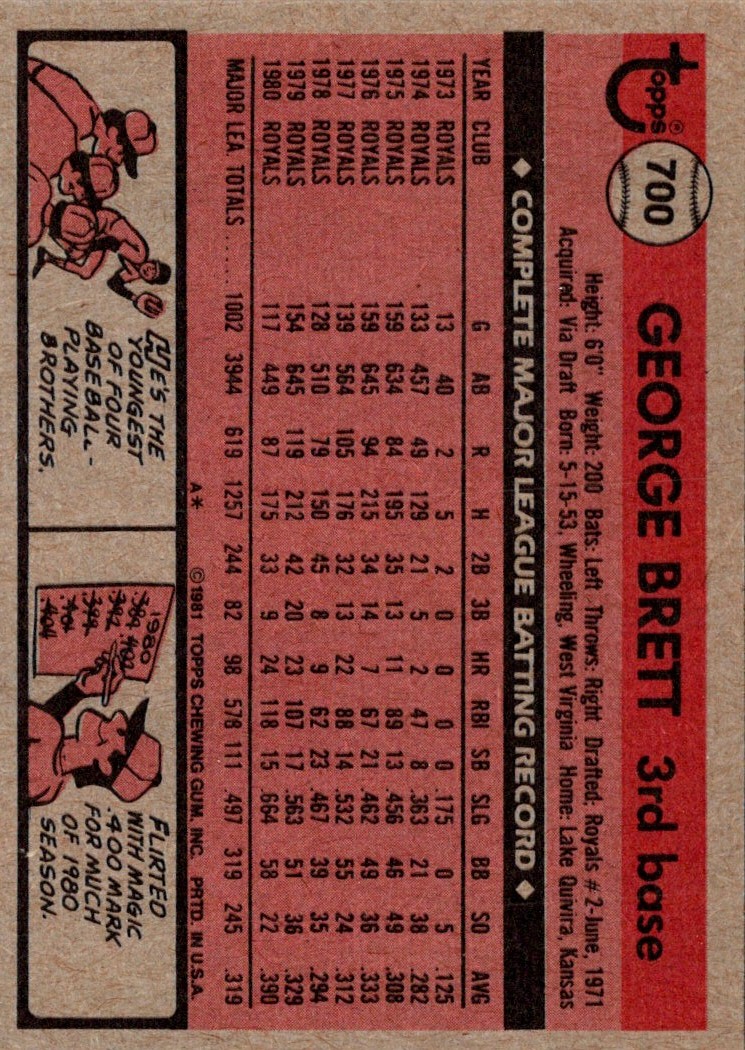 Topps®
700
GEORGE BRETT 3rd base
Height: 6'0" Weight: 200 Bats: Left Throws: Right Drafted: Royals #2-June, 1971
Acquired: Via Draft Born: 5-15-53, Wheeling, West Virginia Home: Lake Quivira, Kansas
◆ COMPLETE MAJOR LEAGUE BATTING RECORD ◆
YEAR CLUB G AB R H 2B 3B HR RBI SB SLG BB SO AVG
1973 ROYALS 13 40 2 5 2 0 0 0 0 .175 0 5 .125
1974 ROYALS 133 457 49 129 21 5 2 47 8 .363 21 38 .282
1975 ROYALS 159 634 84 195 35 13 11 89 13 .456 46 49 .308
1976 ROYALS 159 645 94 215 34 14 7 67 21 .462 49 36 .333
1977 ROYALS 139 564 105 176 32 13 22 88 14 .532 55 24 .312
1978 ROYALS 128 510 79 150 45 8 9 62 23 .467 39 35 .294
1979 ROYALS 154 645 119 212 42 20 23 107 17 .563 51 36 .329
1980 ROYALS 117 449 87 175 33 9 24 118 15 .664 58 22 .390
MAJOR LEA. TOTALS ...... 1002 3944 619 1257 244 82 98 578 111 .497 319 245 .319
A* ©1981 TOPPS CHEWING GUM, INC. PRTD. IN U.S.A.
HE'S THE
YOUNGEST
OF FOUR
BASEBALL-
PLAYING
BROTHERS.
1980
FLIRTED
WITH MAGIC
.400 MARK
FOR MUCH
OF 1980
SEASON.